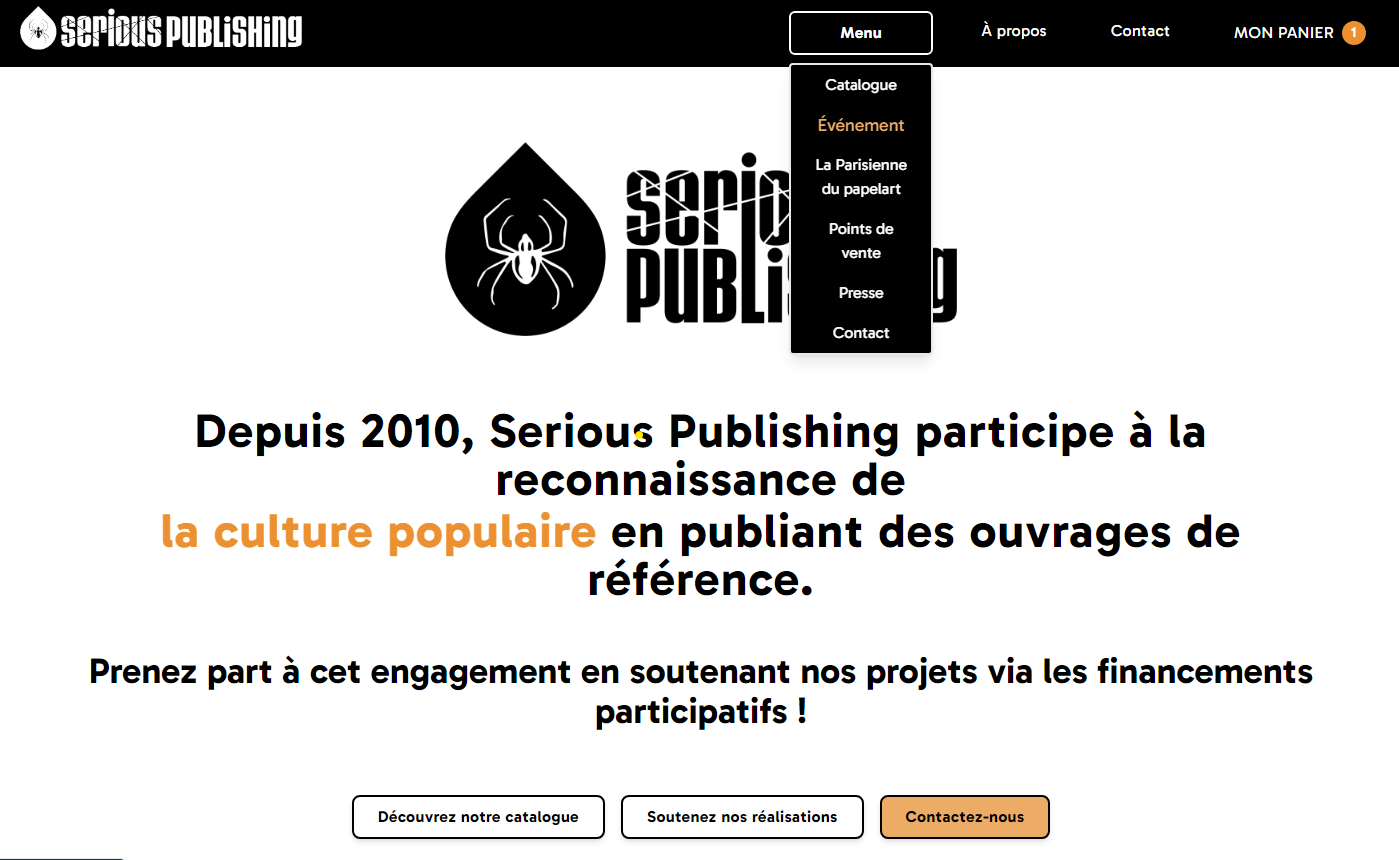 serious PUBLISHING
Menu
À propos
Contact
MON PANIER 1
Catalogue
Événement
La Parisienne
du papelart
Points de
vente
Presse
Contact
Depuis 2010, Serious Publishing participe à la
reconnaissance de
la culture populaire en publiant des ouvrages de
référence.
Prenez part à cet engagement en soutenant nos projets via les financements
participatifs !
Découvrez notre catalogue
Soutenez nos réalisations
Contactez-nous